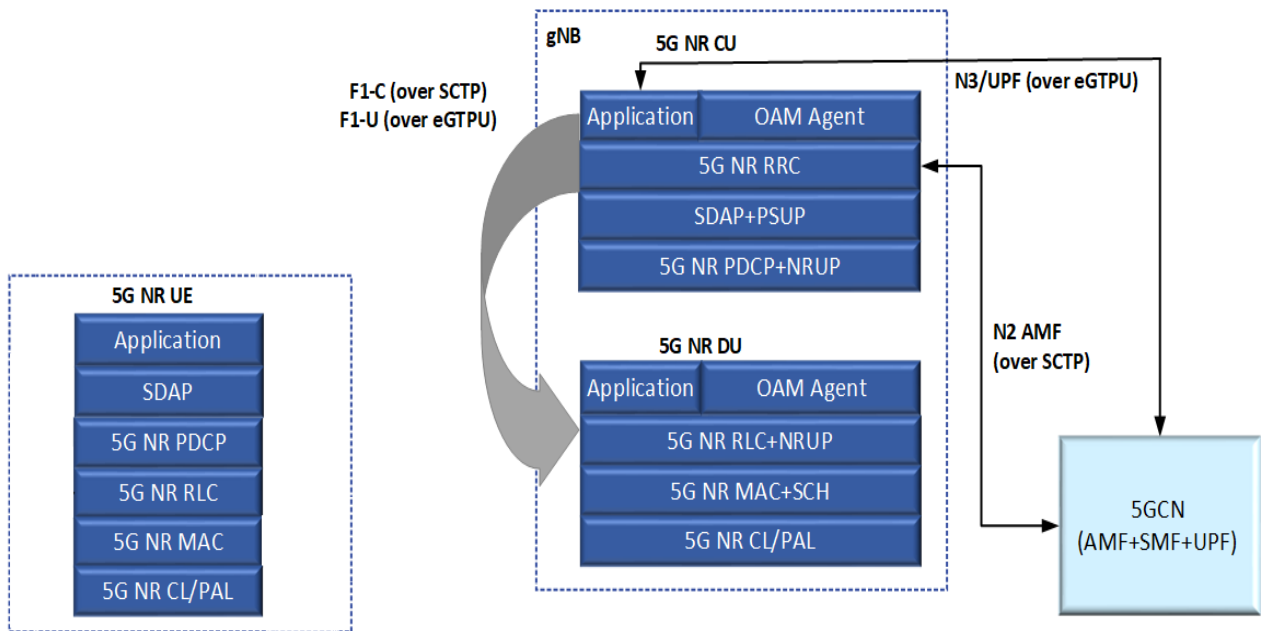 gNB
5G NR CU
F1-C (over SCTP)
F1-U (over eGTPU)
N3/UPF (over eGTPU)
Application
OAM Agent
5G NR RRC
SDAP+PSUP
5G NR PDCP+NRUP
5G NR UE
Application
SDAP
5G NR PDCP
5G NR RLC
5G NR MAC
5G NR CL/PAL
5G NR DU
Application
OAM Agent
5G NR RLC+NRUP
5G NR MAC+SCH
5G NR CL/PAL
N2 AMF
(over SCTP)
5GCN
(AMF+SMF+UPF)